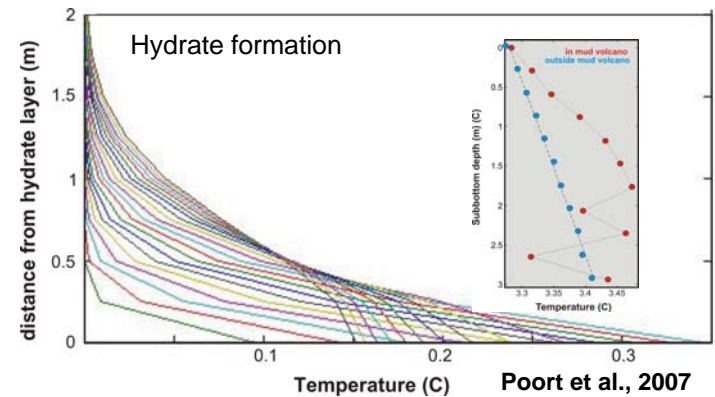 Hydrate formation
distance from hydrate layer (m)
2
1.5
1
0.5
0
0.1
0.2
0.3
Temperature (C)
in mud volcano
outside mud volcano
Subbottom depth (m) (C)
0
0.5
1
1.5
2
2.5
3
3.3
3.35
3.4
3.45
Temperature (C)
Poort et al., 2007